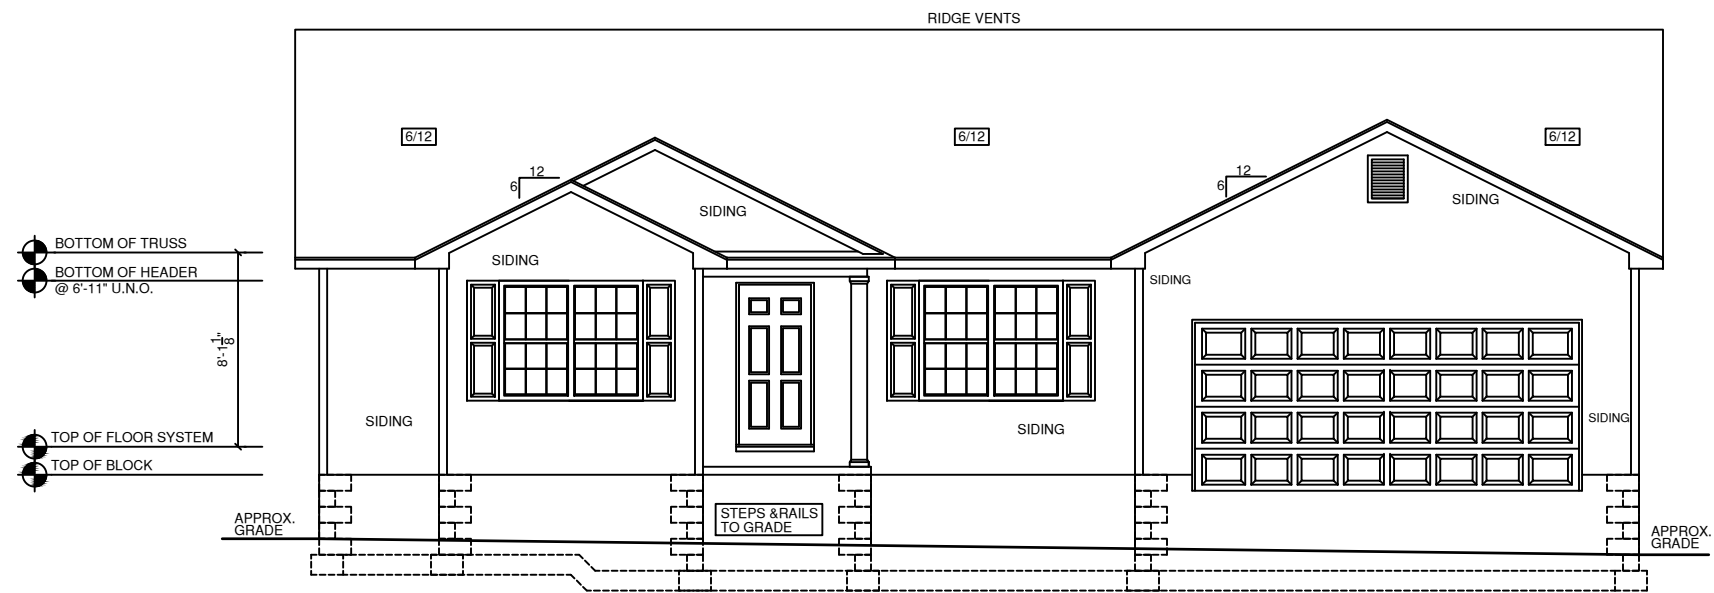 RIDGE VENTS
6/12
6/12
6/12
12
6
12
6
SIDING
SIDING
BOTTOM OF TRUSS
SIDING
BOTTOM OF HEADER
@ 6'-11" U.N.O.
SIDING
8'-1 1/8"
SIDING
SIDING
SIDING
TOP OF FLOOR SYSTEM
TOP OF BLOCK
STEPS &RAILS
TO GRADE
APPROX.
GRADE
APPROX.
GRADE